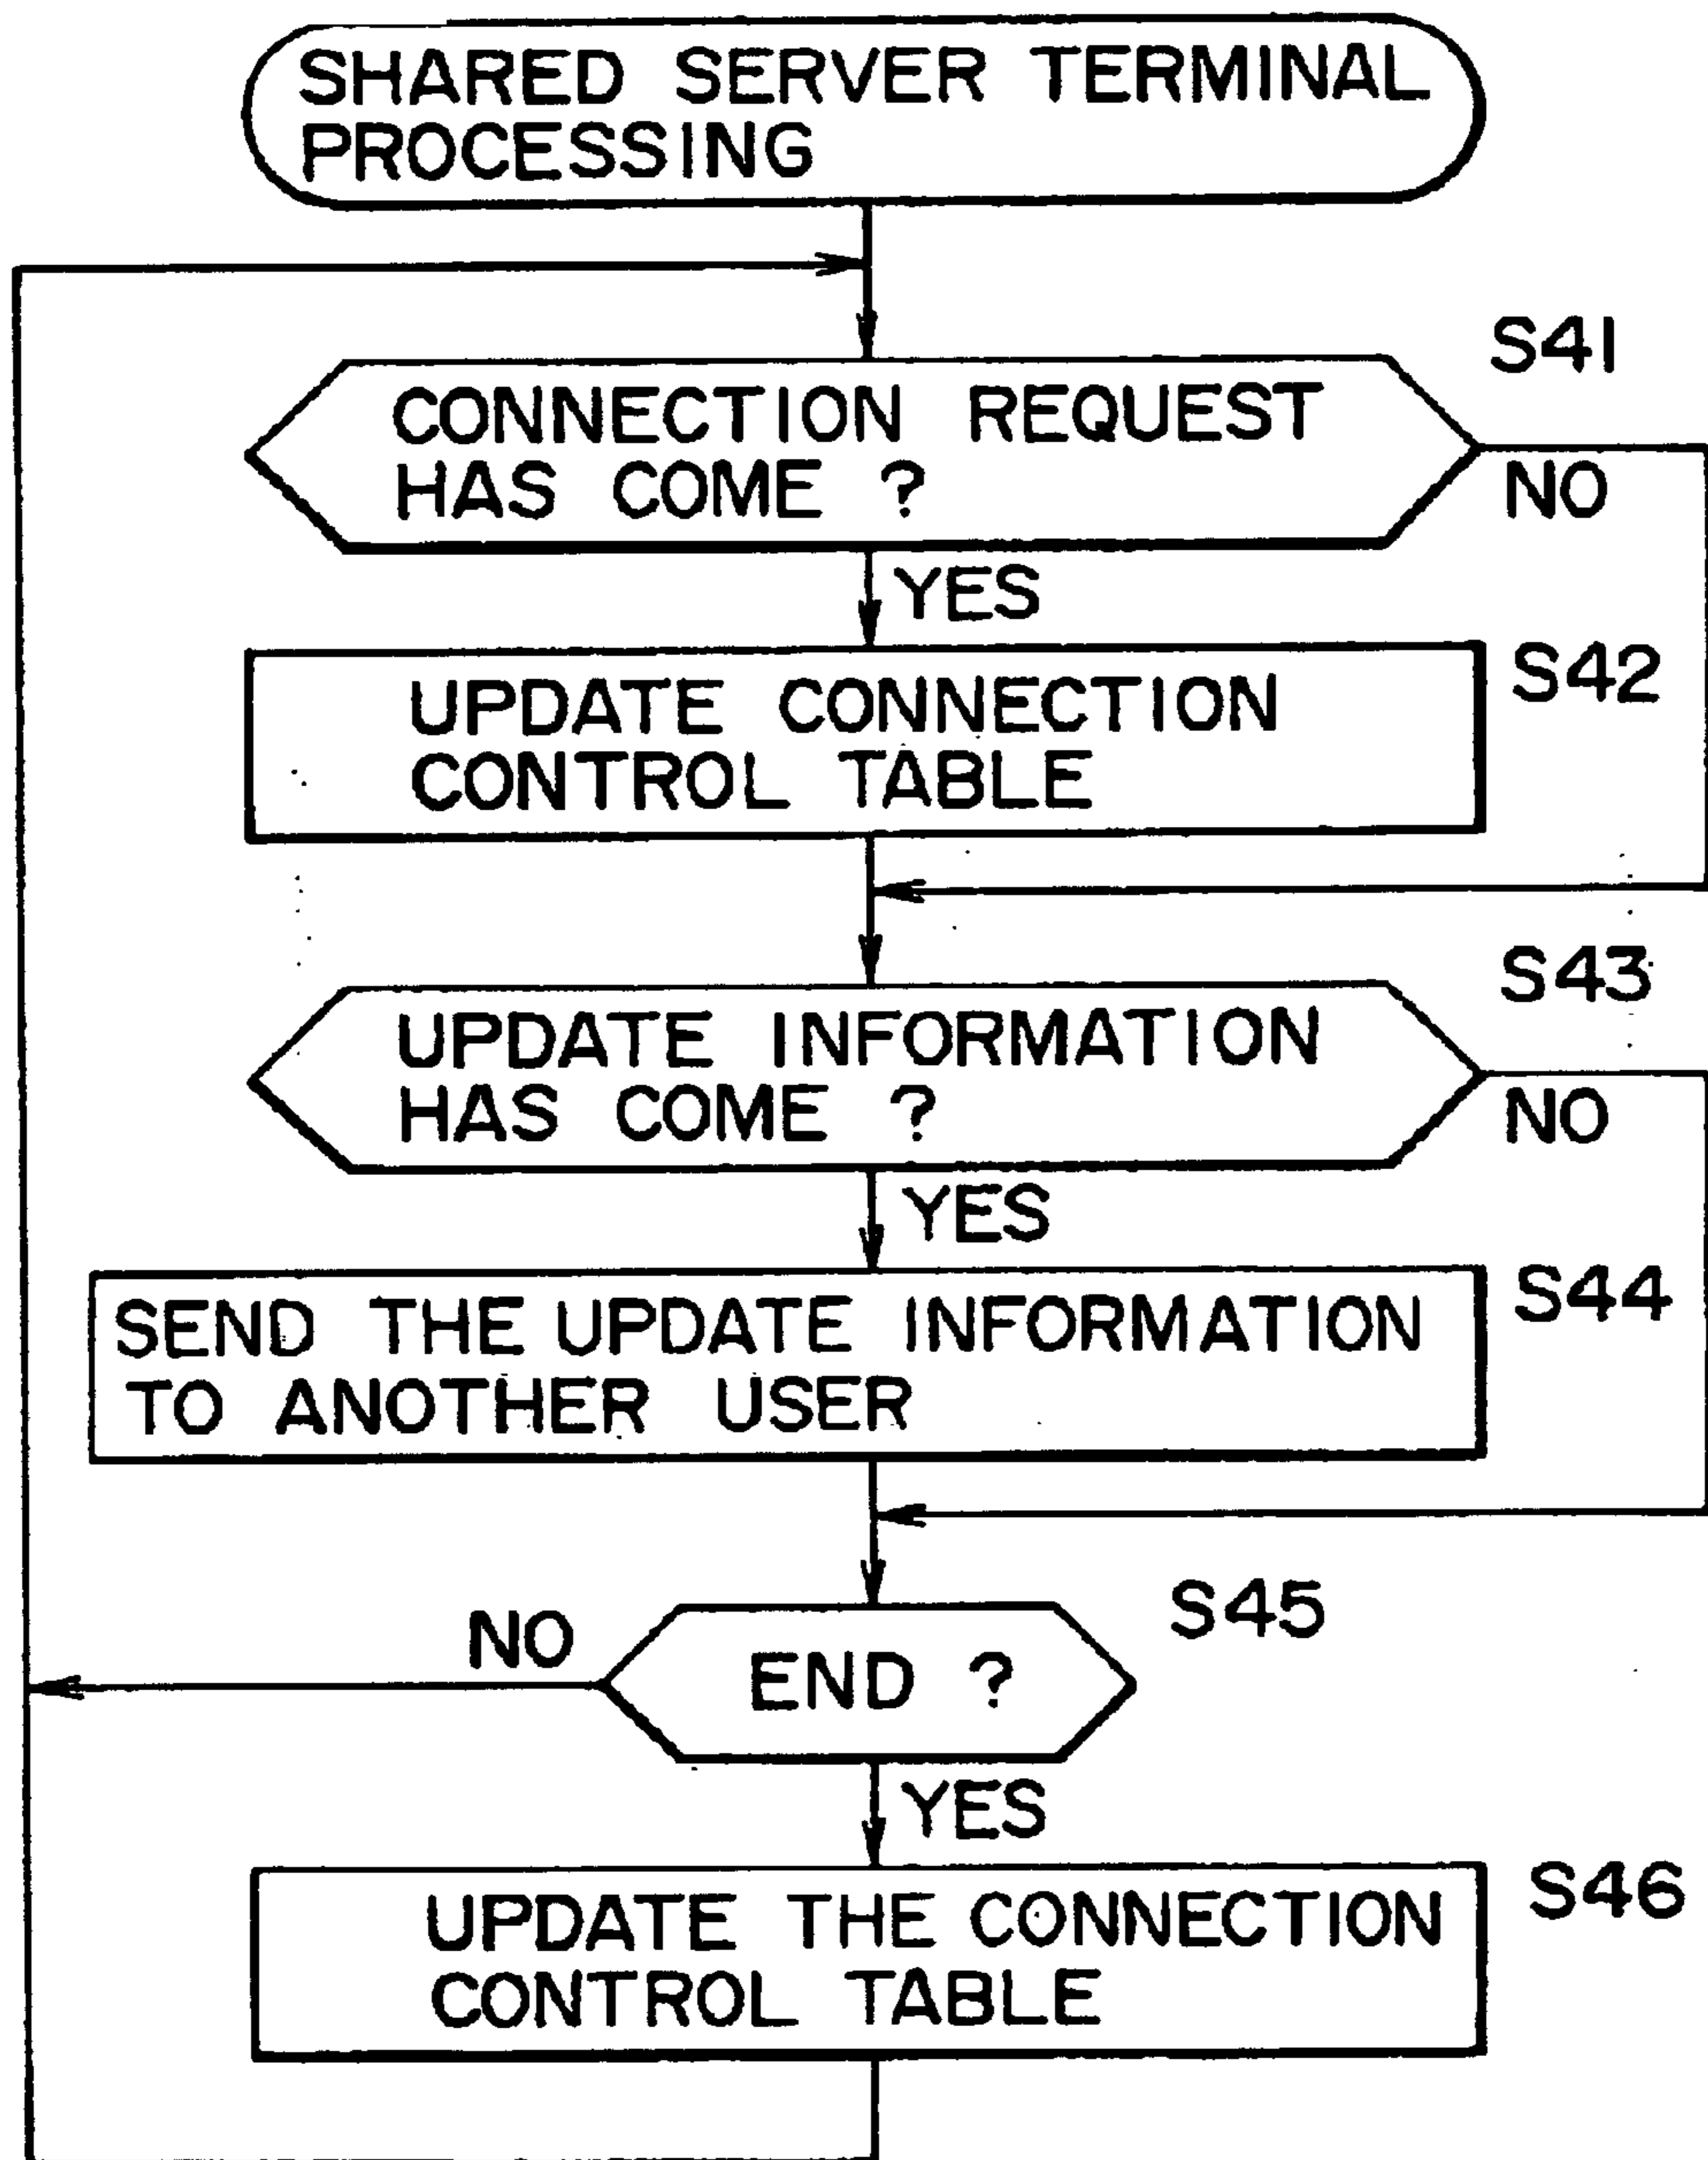 SHARED SERVER TERMINAL
PROCESSING
S41
CONNECTION REQUEST
HAS COME ?
NO
YES
S42
UPDATE CONNECTION
CONTROL TABLE
S43
UPDATE INFORMATION
HAS COME ?
NO
YES
S44
SEND THE UPDATE INFORMATION
TO ANOTHER USER
S45
NO
END ?
YES
S46
UPDATE THE CONNECTION
CONTROL TABLE